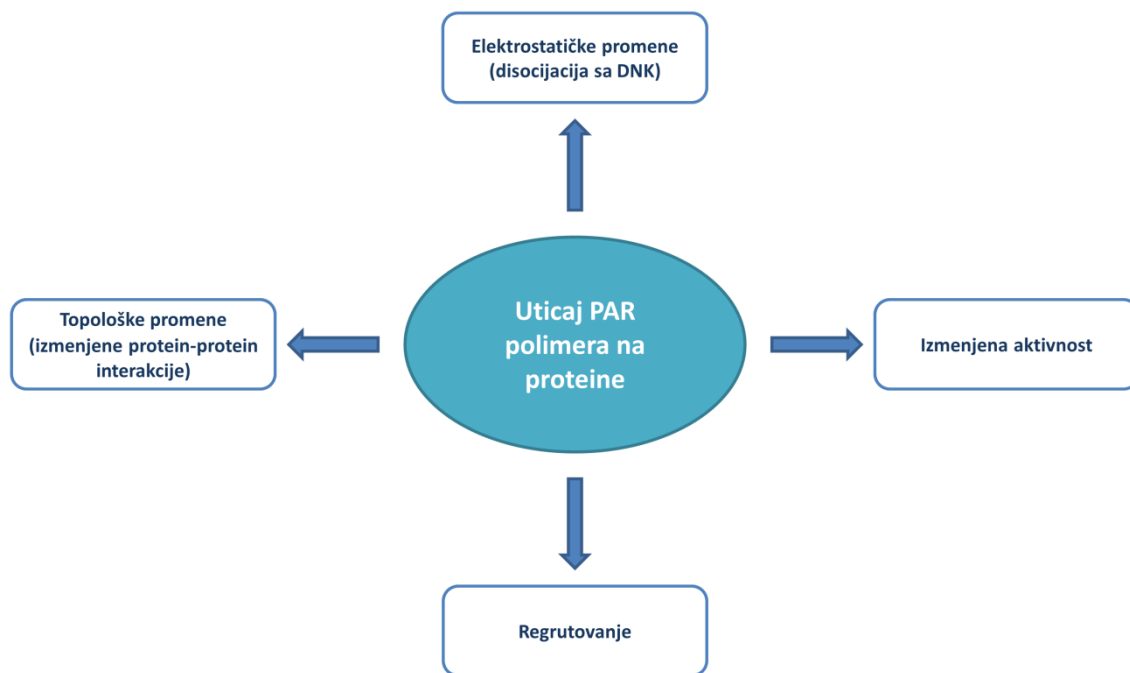 Elektrostatičke promene
(disocijacija sa DNK)
Topološke promene
(izmenjene protein-protein
interakcije)
Uticaj PAR
polimera na
proteine
Izmenjena aktivnost
Regrutovanje